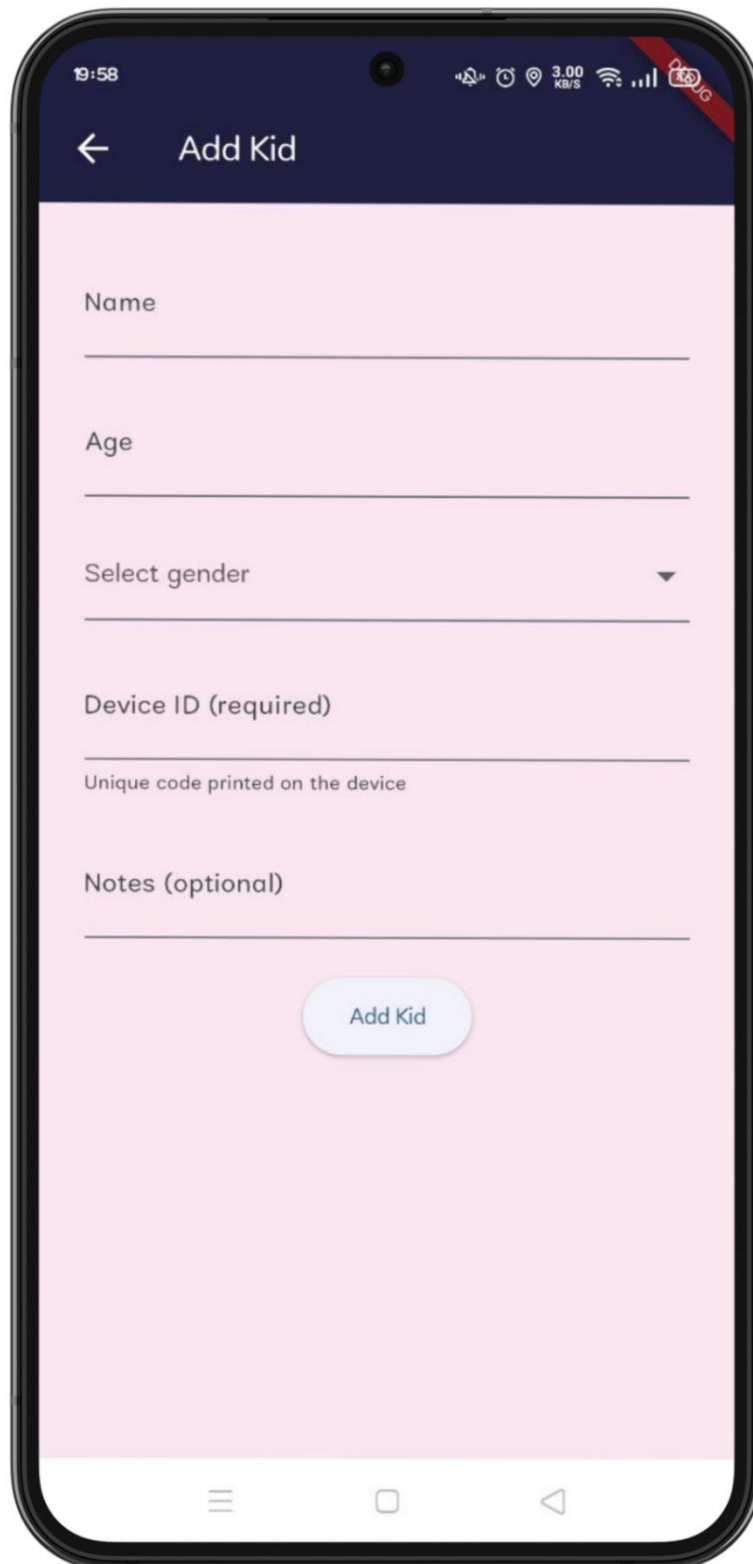 19:58
3.00
KB/S
DEBUG
Add Kid
Name
Age
Select gender
Device ID (required)
Unique code printed on the device
Notes (optional)
Add Kid